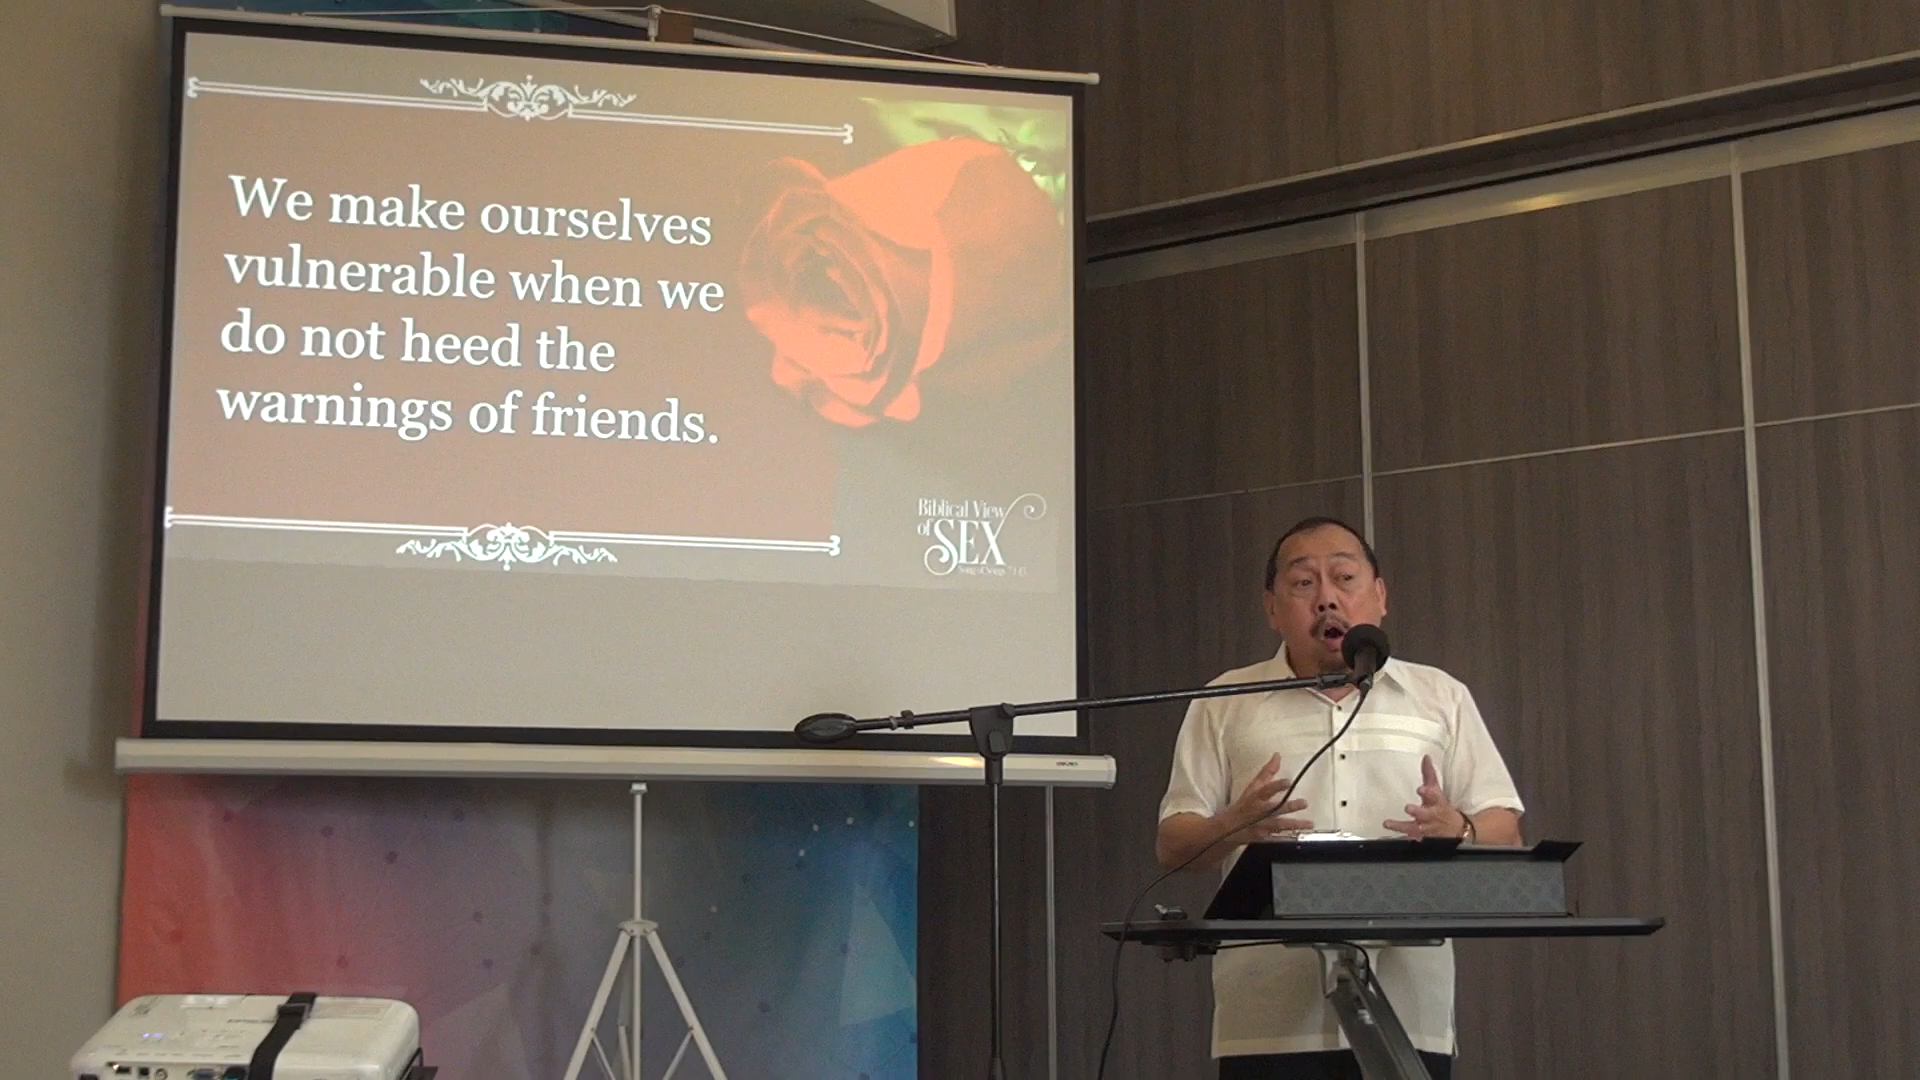 We make ourselves
vulnerable when we
do not heed the
warnings of friends.
Biblical View
of SEX